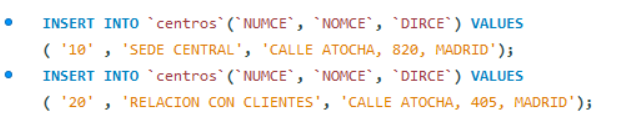 INSERT INTO `centros`(`NUMCE`, `NOMCE`, `DIRCE`) VALUES
( '10' , 'SEDE CENTRAL', 'CALLE ATOCHA, 820, MADRID');
INSERT INTO `centros`(`NUMCE`, `NOMCE`, `DIRCE`) VALUES
( '20' , 'RELACION CON CLIENTES', 'CALLE ATOCHA, 405, MADRID');